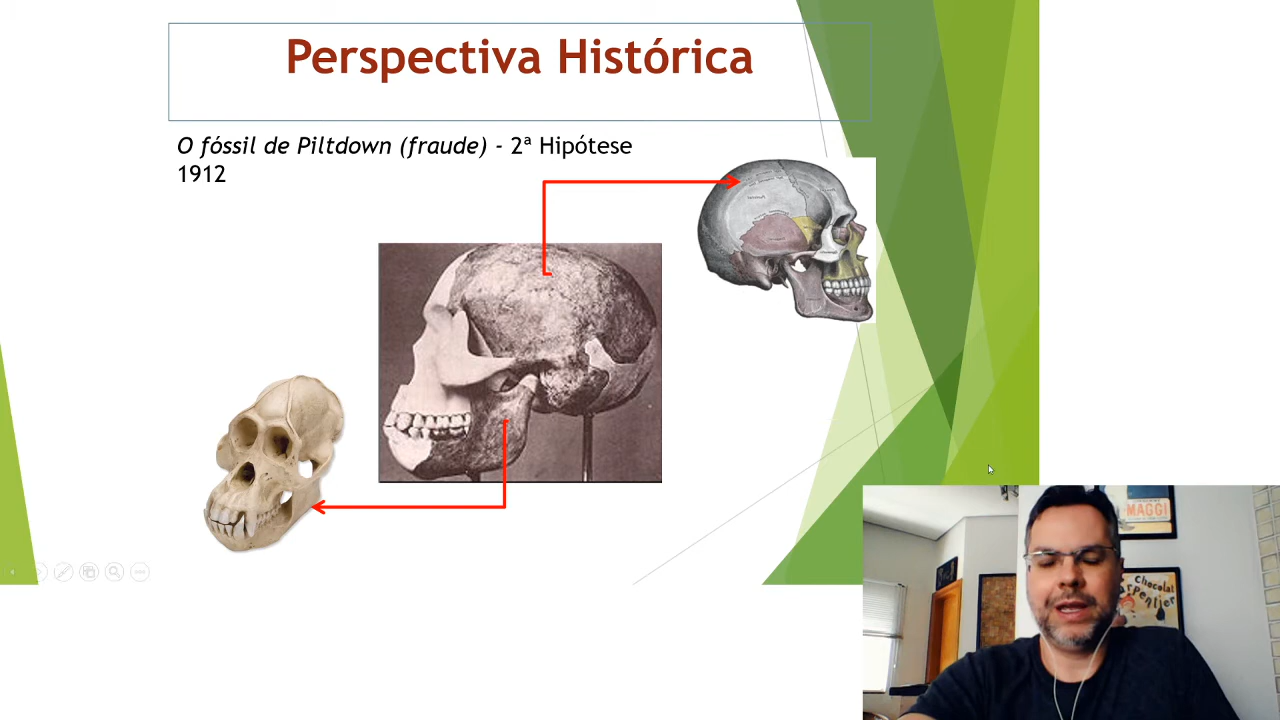 Perspectiva Histórica
O fóssil de Piltdown (fraude) - 2ª Hipótese
1912
MAGGI
Chocolat